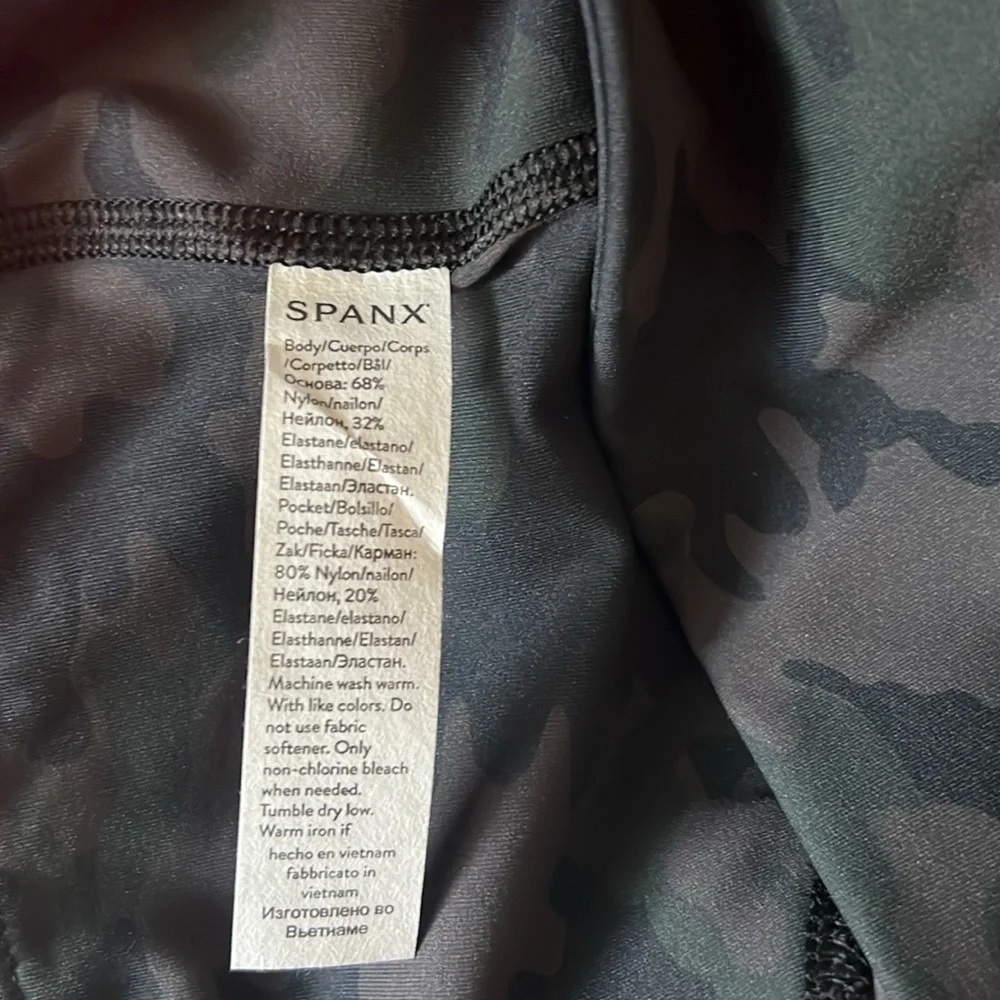 SPANX®
Body/Cuerpo/Corps
/Corpetto/Bål/
Основа: 68%
Nylon/nailon/
Нейлон, 32%
Elastane/elastano/
Elasthanne/Elastan/
Elastaan/Эластан.
Pocket/Bolsillo/
Poche/Tasche/Tasca/
Zak/Ficka/Карман:
80% Nylon/nailon/
Нейлон, 20%
Elastane/elastano/
Elasthanne/Elastan/
Elastaan/Эластан.
Machine wash warm.
With like colors. Do
not use fabric
softener. Only
non-chlorine bleach
when needed.
Tumble dry low.
Warm iron if
hecho en vietnam
fabbricato in
vietnam
Изготовлено во
Вьетнаме